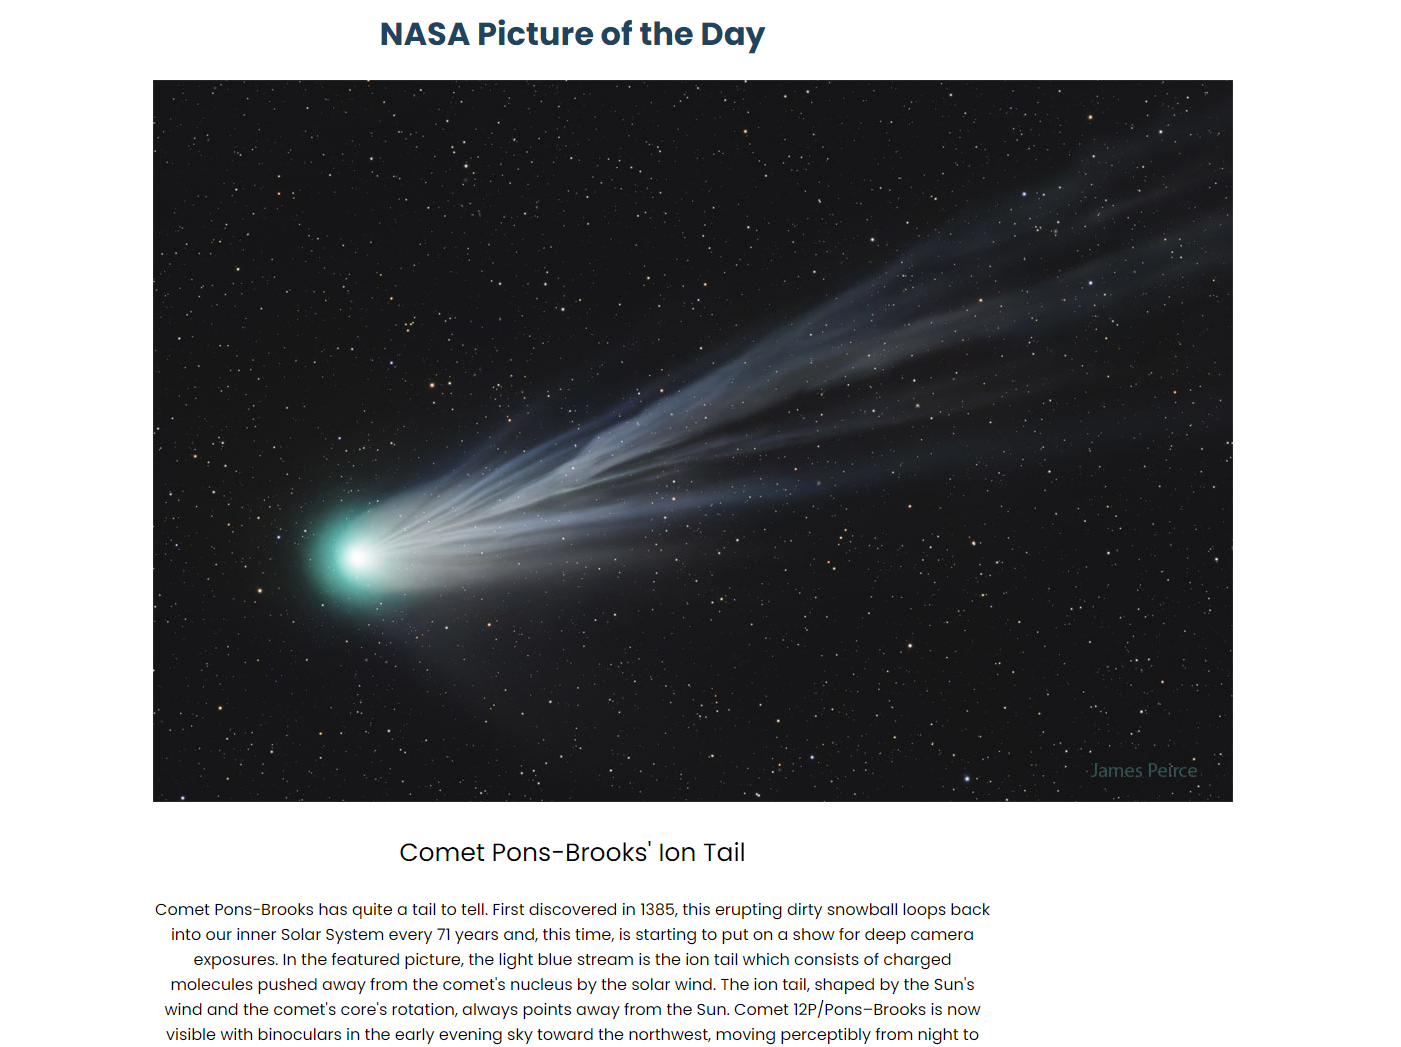 NASA Picture of the Day
James Peirce
Comet Pons-Brooks' Ion Tail
Comet Pons-Brooks has quite a tail to tell. First discovered in 1385, this erupting dirty snowball loops back
into our inner Solar System every 71 years and, this time, is starting to put on a show for deep camera
exposures. In the featured picture, the light blue stream is the ion tail which consists of charged
molecules pushed away from the comet's nucleus by the solar wind. The ion tail, shaped by the Sun's
wind and the comet's core's rotation, always points away from the Sun. Comet 12P/Pons–Brooks is now
visible with binoculars in the early evening sky toward the northwest, moving perceptibly from night to